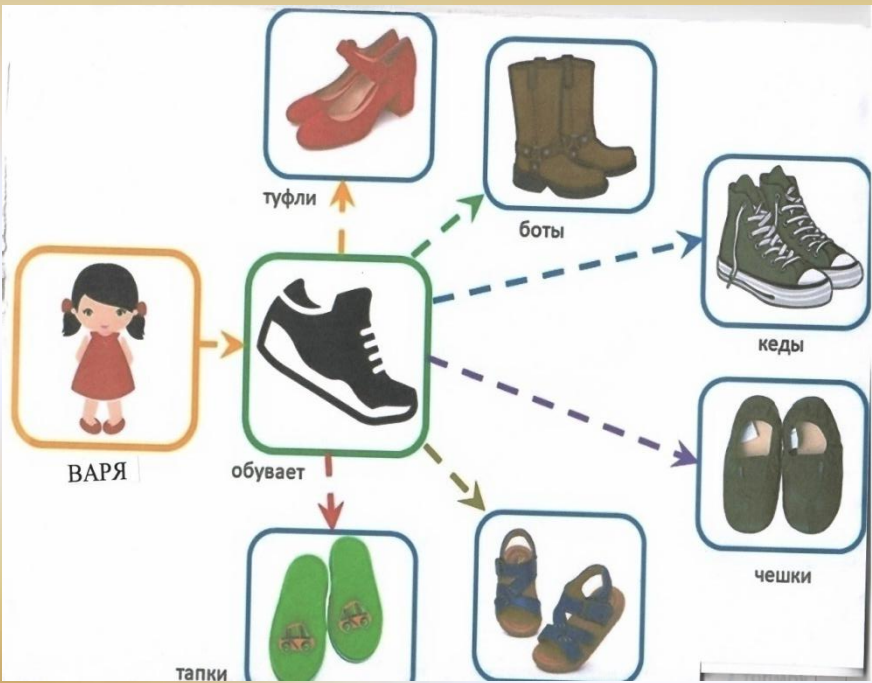 туфли
боты
кеды
ВАРЯ
обувает
чешки
тапки